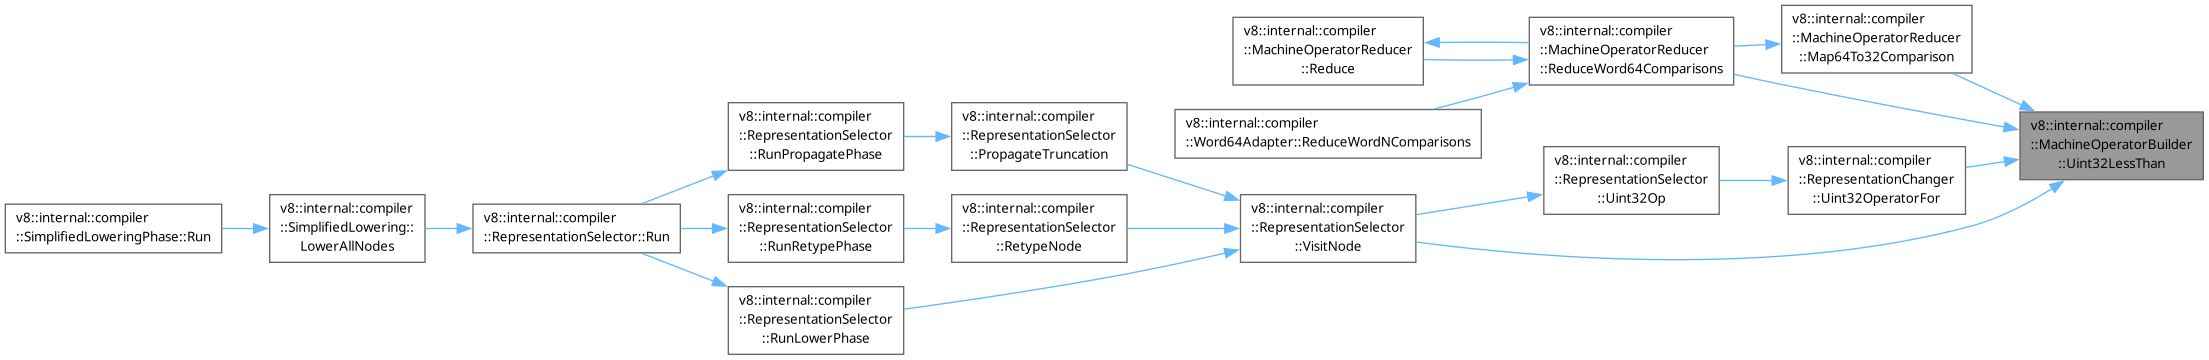 v8::internal::compiler
::SimplifiedLoweringPhase::Run
v8::internal::compiler
::SimplifiedLowering::
LowerAllNodes
v8::internal::compiler
::RepresentationSelector::Run
v8::internal::compiler
::RepresentationSelector
::RunPropagatePhase
v8::internal::compiler
::RepresentationSelector
::RunRetypePhase
v8::internal::compiler
::RepresentationSelector
::RunLowerPhase
v8::internal::compiler
::RepresentationSelector
::PropagateTruncation
v8::internal::compiler
::RepresentationSelector
::RetypeNode
v8::internal::compiler
::MachineOperatorReducer
::Reduce
v8::internal::compiler
::Word64Adapter::ReduceWordNComparisons
v8::internal::compiler
::RepresentationSelector
::VisitNode
v8::internal::compiler
::MachineOperatorReducer
::ReduceWord64Comparisons
v8::internal::compiler
::RepresentationSelector
::Uint32Op
v8::internal::compiler
::MachineOperatorReducer
::Map64To32Comparison
v8::internal::compiler
::RepresentationChanger
::Uint32OperatorFor
v8::internal::compiler
::MachineOperatorBuilder
::Uint32LessThan